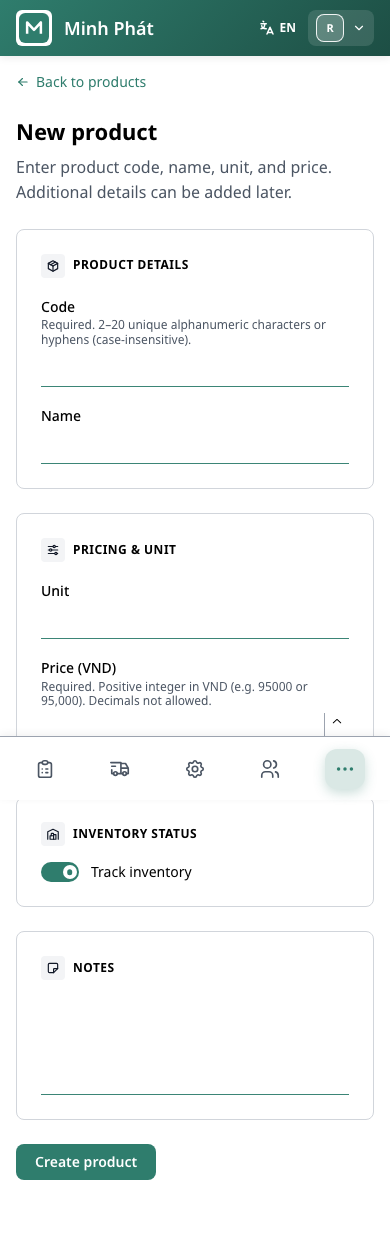 Minh Phát
EN
R
Back to products
New product
Enter product code, name, unit, and price.
Additional details can be added later.
PRODUCT DETAILS
Code
Required. 2–20 unique alphanumeric characters or
hyphens (case-insensitive).
Name
PRICING & UNIT
Unit
Price (VND)
Required. Positive integer in VND (e.g. 95000 or
95,000). Decimals not allowed.
INVENTORY STATUS
Track inventory
NOTES
Create product